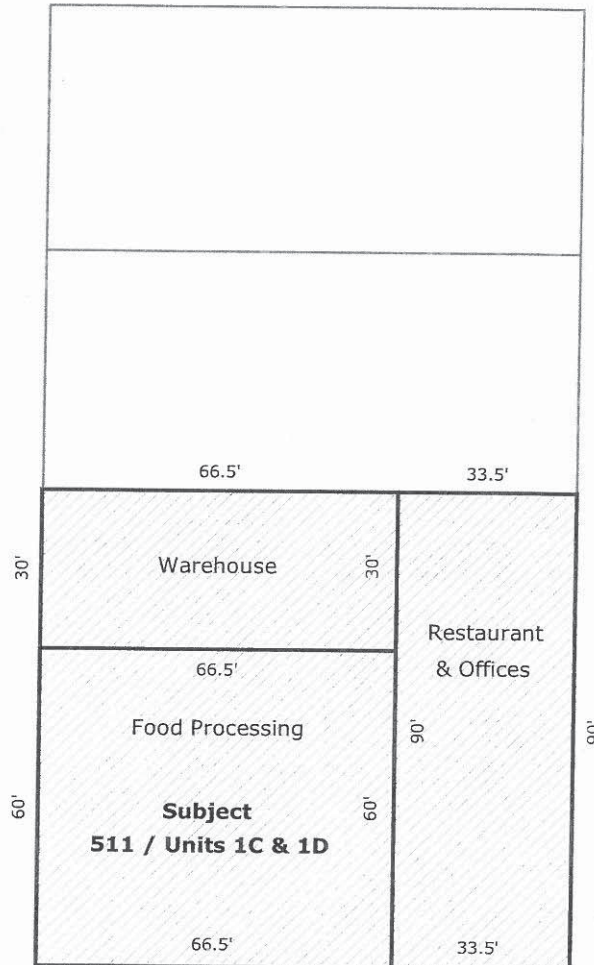 66.5'
33.5'
30'
Warehouse
30'
Restaurant
& Offices
66.5'
Food Processing
90'
90'
60'
Subject
60'
511 / Units 1C & 1D
66.5'
33.5'